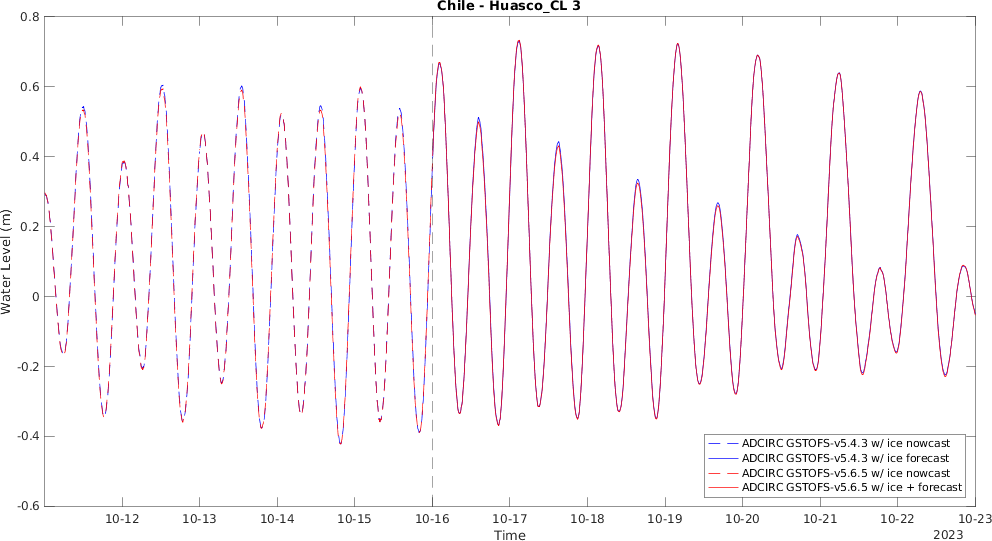 Chile - Huasco_CL 3
0.8
0.6
0.4
0.2
0
-0.2
-0.4
-0.6
Water Level (m)
10-12 10-13 10-14 10-15 10-16 10-17 10-18 10-19 10-20 10-21 10-22 10-23
Time
2023
ADCIRC GSTOFS-v5.4.3 w/ ice nowcast
ADCIRC GSTOFS-v5.4.3 w/ ice forecast
ADCIRC GSTOFS-v5.6.5 w/ ice nowcast
ADCIRC GSTOFS-v5.6.5 w/ ice + forecast